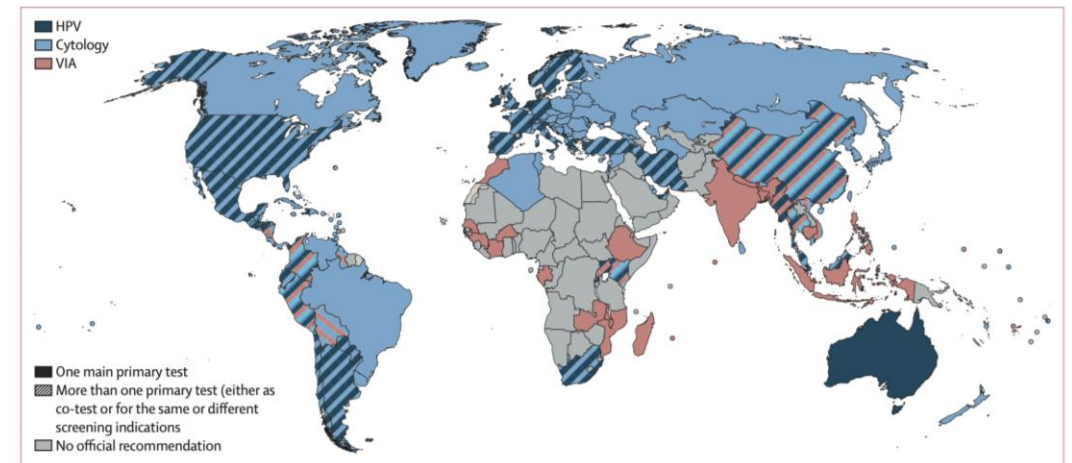 HPV
Cytology
VIA
One main primary test
More than one primary test (either as
co-test or for the same or different
screening indications
No official recommendation